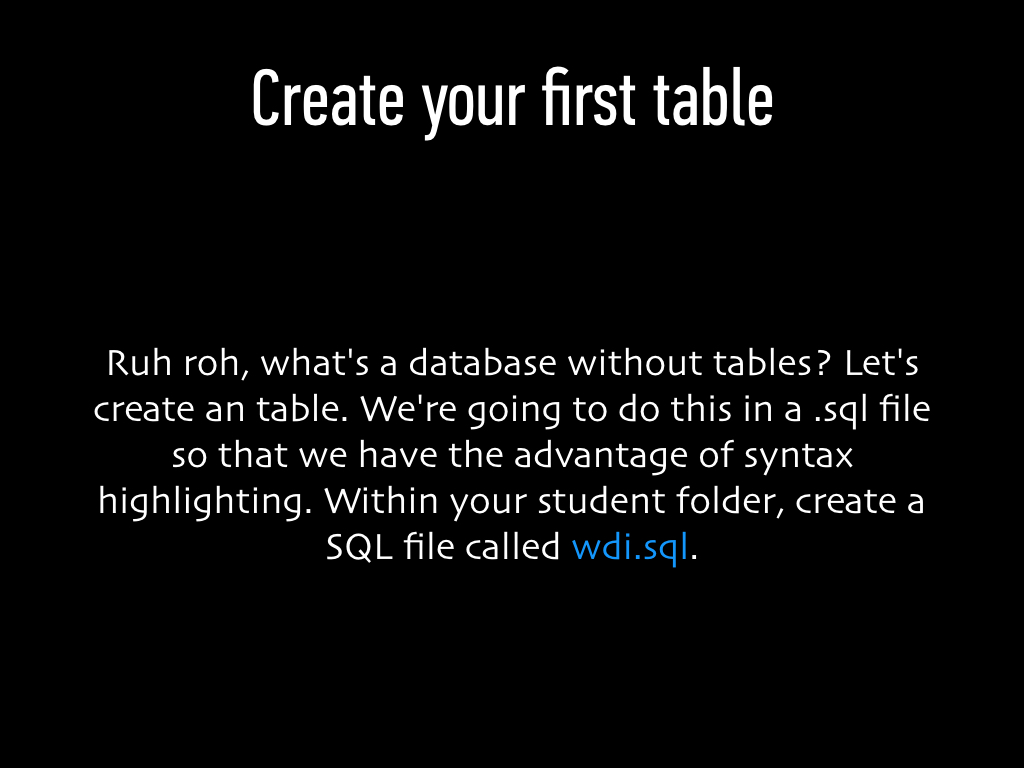 Create your first table
Ruh roh, what's a database without tables? Let's
create an table. We're going to do this in a .sql file
so that we have the advantage of syntax
highlighting. Within your student folder, create a
SQL file called wdi.sql.